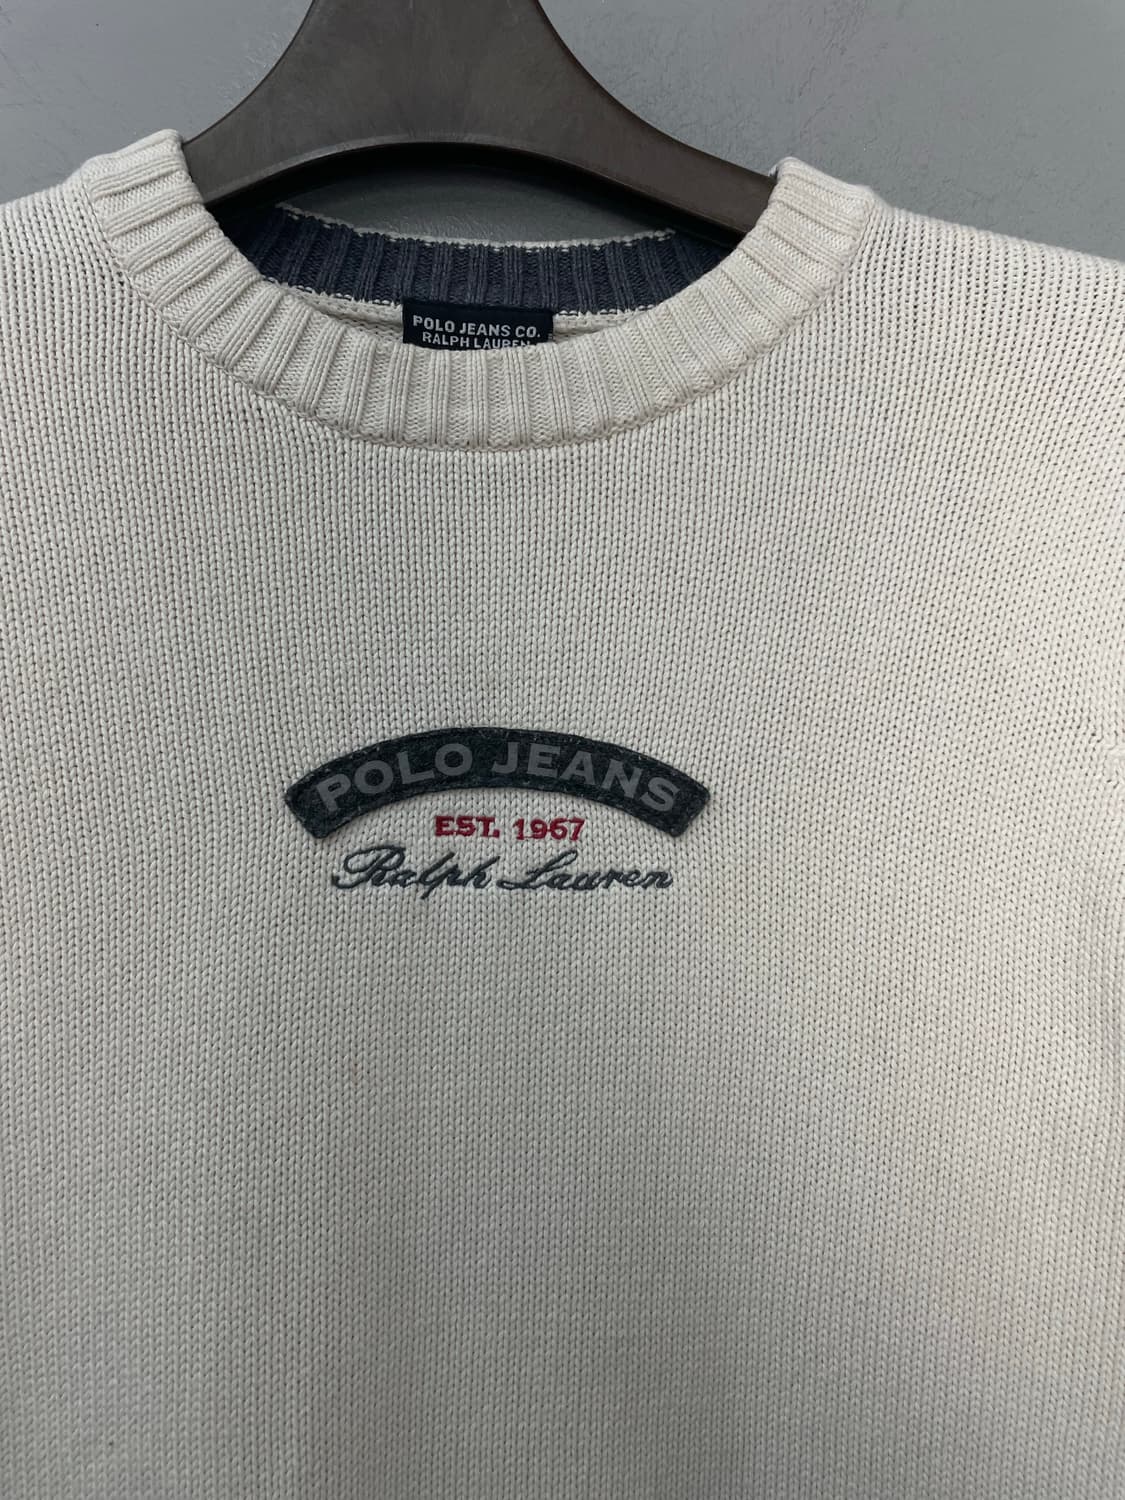 POLO JEANS CO.
RALPH LAUREN
POLO JEANS
EST. 1967
Ralph Lauren